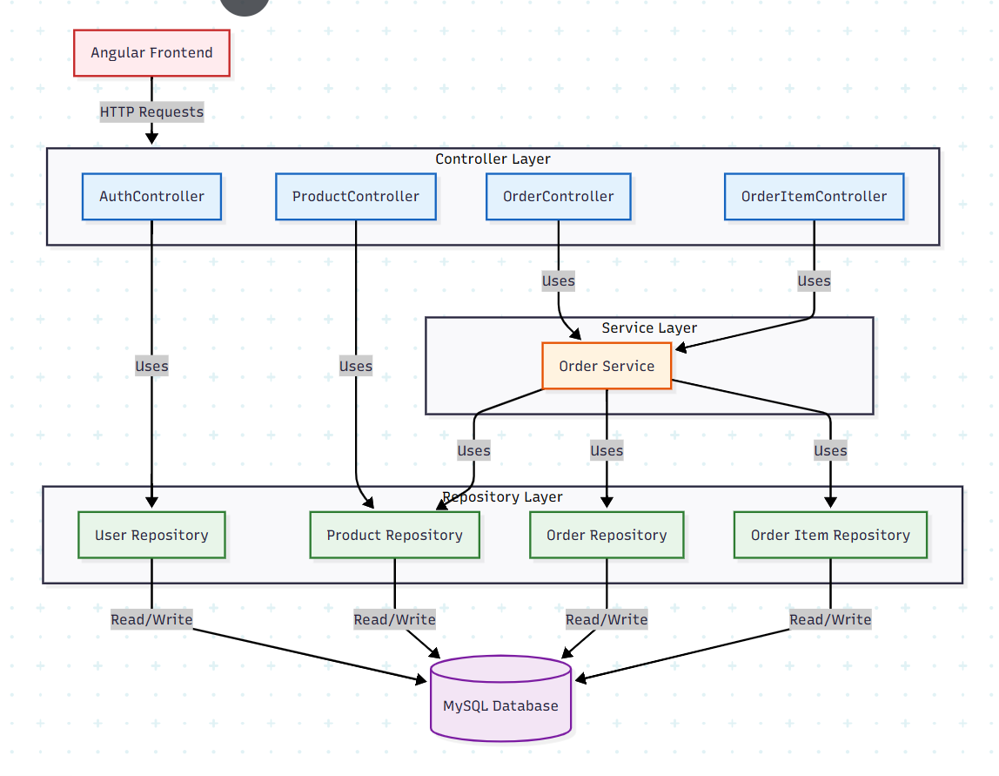 Angular Frontend
HTTP Requests
Controller Layer
AuthController
ProductController
OrderController
OrderItemController
Uses
Uses
Service Layer
Order Service
Uses
Uses
Uses
Uses
Uses
Repository Layer
User Repository
Product Repository
Order Repository
Order Item Repository
Read/Write
Read/Write
Read/Write
Read/Write
MySQL Database